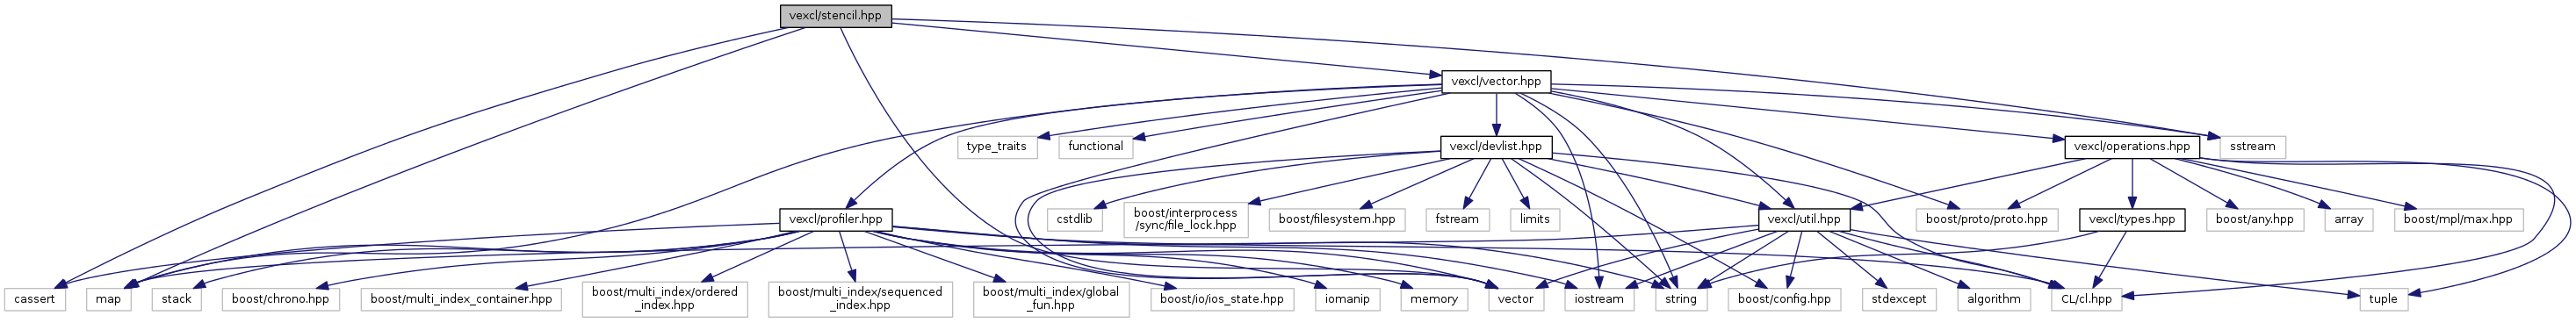 vexcl/stencil.hpp
vexcl/vector.hpp
type_traits
functional
vexcl/devlist.hpp
vexcl/operations.hpp
sstream
vexcl/profiler.hpp
cstdlib
boost/interprocess
/sync/file_lock.hpp
boost/filesystem.hpp
fstream
limits
vexcl/util.hpp
boost/proto/proto.hpp
vexcl/types.hpp
boost/any.hpp
array
boost/mpl/max.hpp
cassert
map
stack
boost/chrono.hpp
boost/multi_index_container.hpp
boost/multi_index/ordered
_index.hpp
boost/multi_index/sequenced
_index.hpp
boost/multi_index/global
_fun.hpp
boost/io/ios_state.hpp
iomanip
memory
vector
iostream
string
boost/config.hpp
stdexcept
algorithm
CL/cl.hpp
tuple